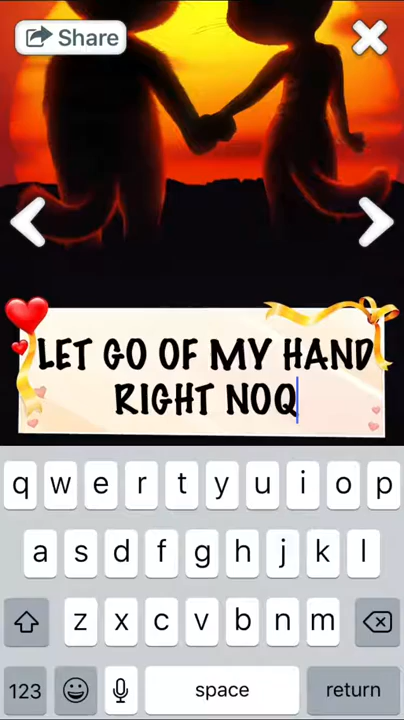 Share
LET GO OF MY HAND
RIGHT NOQ
q w e r t y u i o p
a s d f g h j k l
z x c v b n m
123 space return